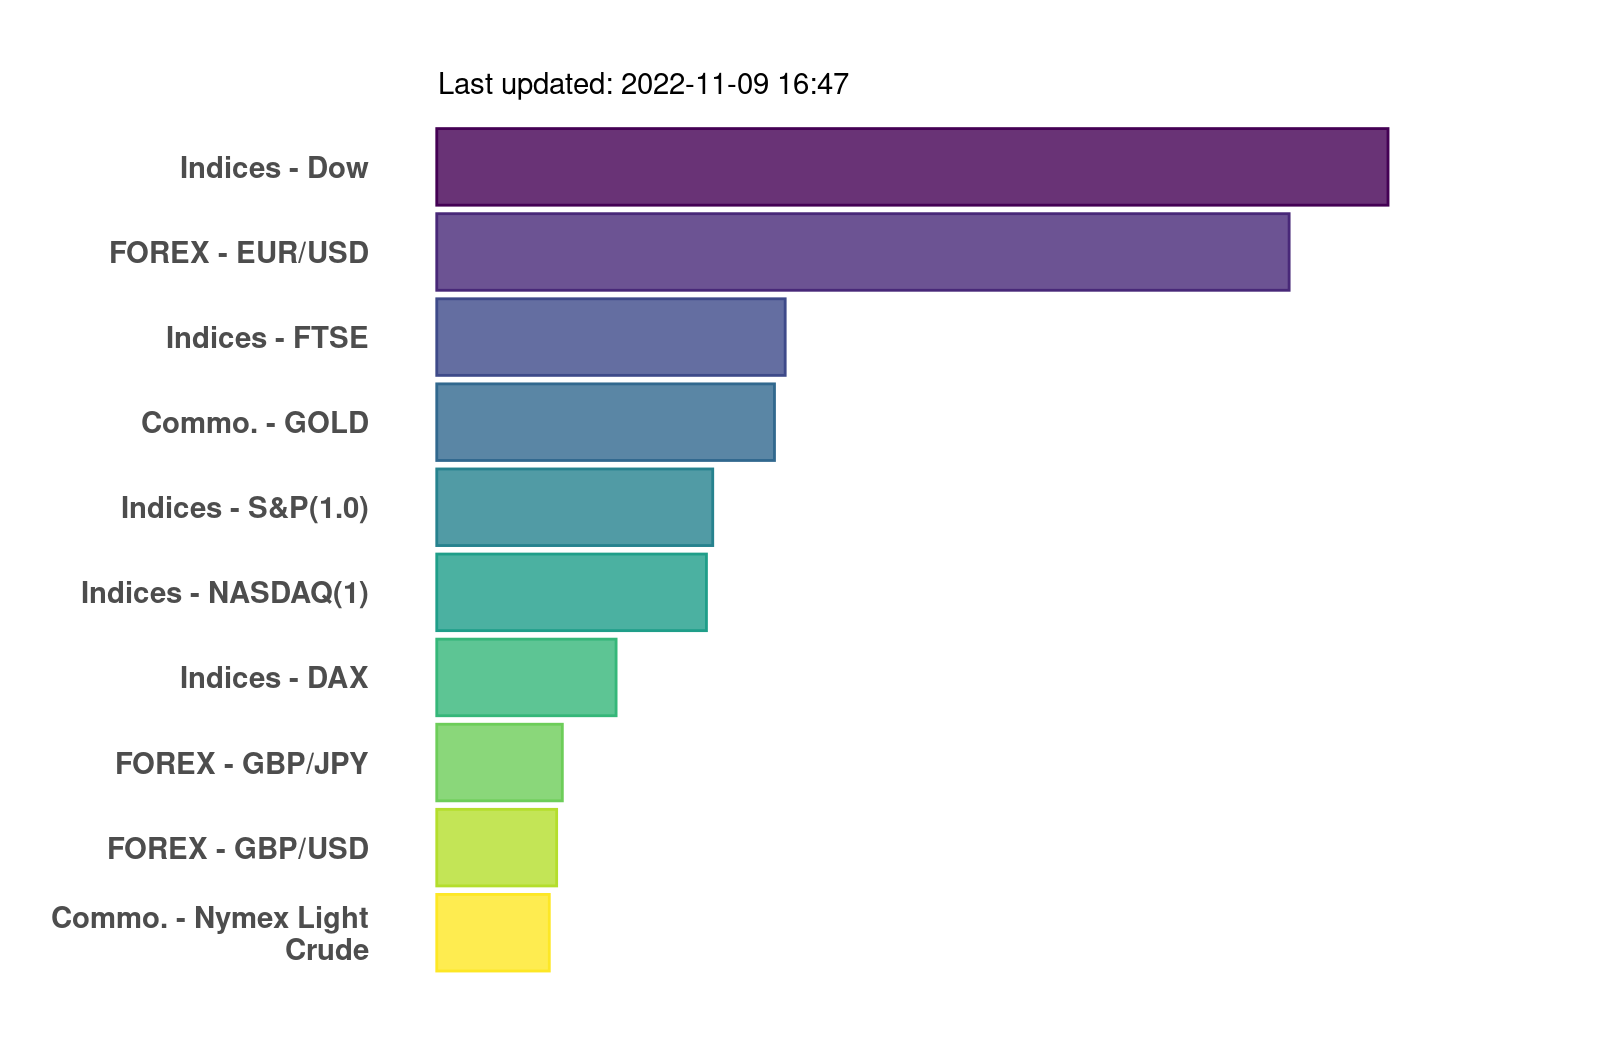 Last updated: 2022-11-09 16:47
Indices - Dow
FOREX - EUR/USD
Indices - FTSE
Commo. - GOLD
Indices - S&P(1.0)
Indices - NASDAQ(1)
Indices - DAX
FOREX - GBP/JPY
FOREX - GBP/USD
Commo. - Nymex Light
Crude